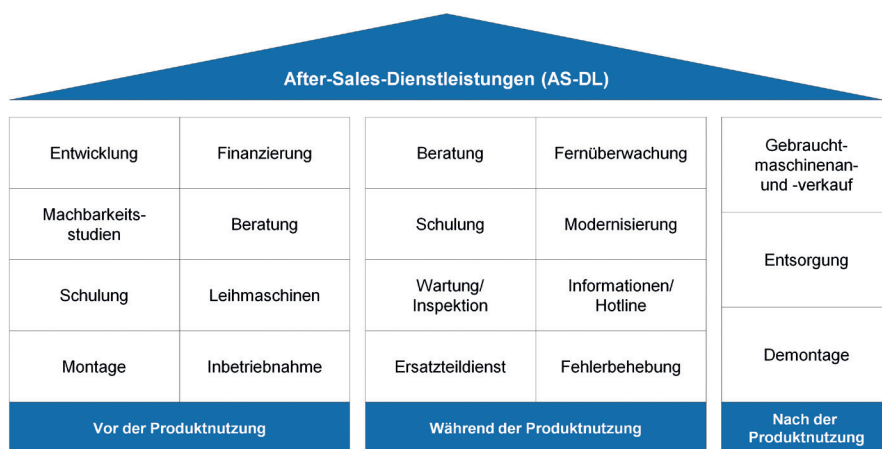 After-Sales-Dienstleistungen (AS-DL)
Entwicklung
Finanzierung
Machbarkeits-
studien
Beratung
Schulung
Leihmaschinen
Montage
Inbetriebnahme
Vor der Produktnutzung
Beratung
Fernüberwachung
Schulung
Modernisierung
Wartung/
Inspektion
Informationen/
Hotline
Ersatzteildienst
Fehlerbehebung
Während der Produktnutzung
Gebraucht-
maschinenan-
und -verkauf
Entsorgung
Demontage
Nach der
Produktnutzung